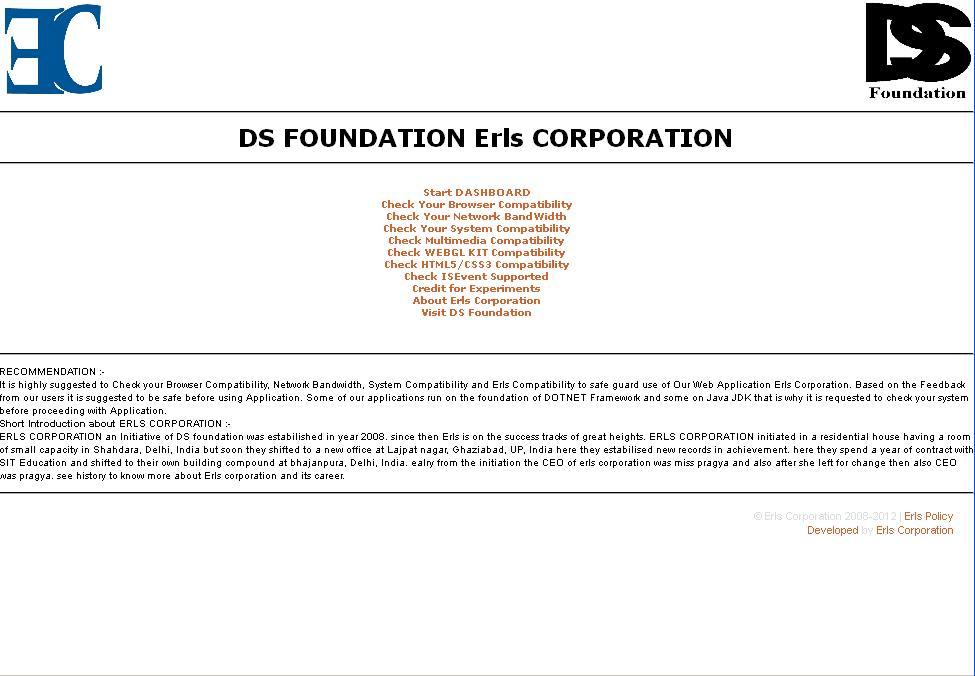 EC
DS
Foundation
DS FOUNDATION Erls CORPORATION
Start DASHBOARD
Check Your Browser Compatibility
Check Your Network BandWidth
Check Your System Compatibility
Check Multimedia Compatibility
Check WEBGL KIT Compatibility
Check HTML5/CSS3 Compatibility
Check ISEvent Supported
Credit for Experiments
About Erls Corporation
Visit DS Foundation
RECOMMENDATION :-
It is highly suggested to Check your Browser Compatibility, Network Bandwidth, System Compatibility and Erls Compatibility to safe guard use of Our Web Application Erls Corporation. Based on the Feedback
from our users it is suggested to be safe before using Application. Some of our applications run on the foundation of DOTNET Framework and some on Java JDK that is why it is requested to check your system
before proceeding with Application.
Short Introduction about ERLS CORPORATION :-
ERLS CORPORATION an Initiative of DS foundation was estabilished in year 2008. since then Erls is on the success tracks of great heights. ERLS CORPORATION initiated in a residential house having a room
of small capacity in Shahdara, Delhi, India but soon they shifted to a new office at Lajpat nagar, Ghaziabad, UP, India here they estabilised new records in achievement. here they spend a year of contract with
SIT Education and shifted to their own building compound at bhajanpura, Delhi, India. ealry from the initiation the CEO of erls corporation was miss pragya and also after she left for change then also CEO
was pragya. see history to know more about Erls corporation and its career.
© Erls Corporation 2008-2012 | Erls Policy
Developed by Erls Corporation